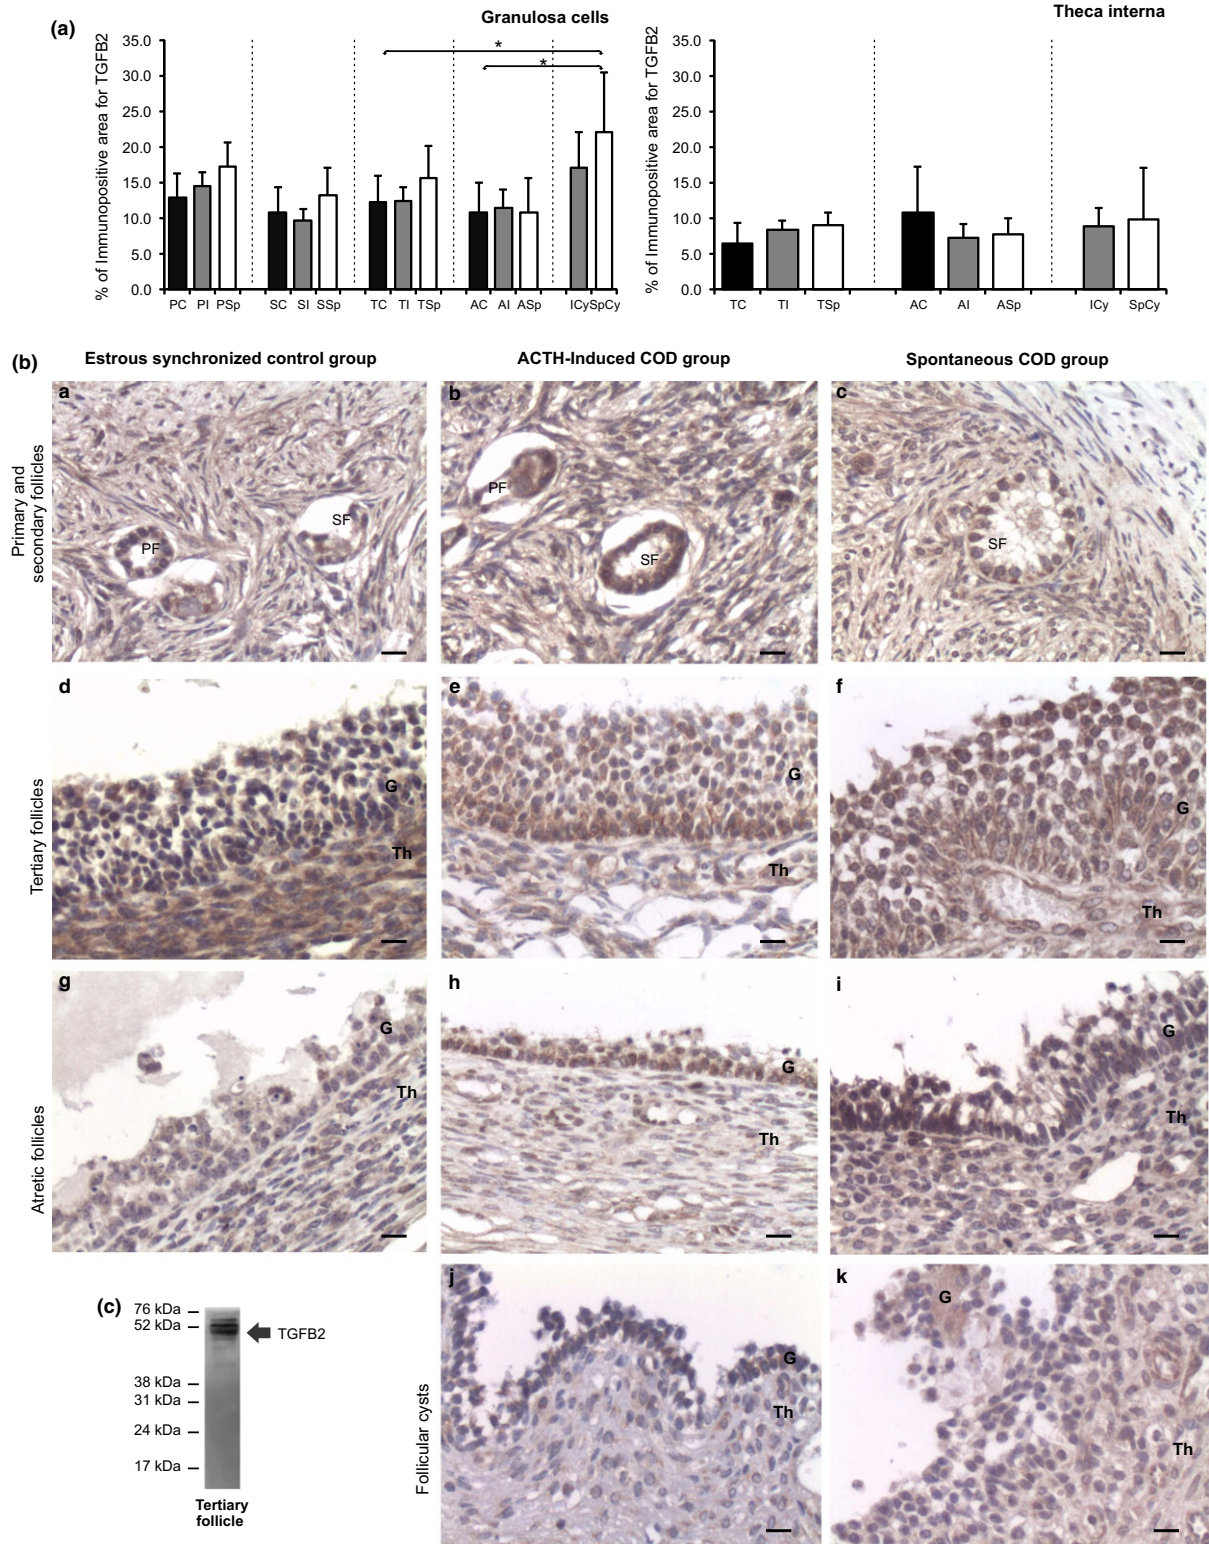 (a)
Granulosa cells
% of Immunopositive area for TGFB2
35.0
30.0
25.0
20.0
15.0
10.0
5.0
0.0
* *
PC PI PSp SC SI SSp TC TI TSp AC AI ASp ICy SpCy
Theca interna
% of Immunopositive area for TGFB2
35.0
30.0
25.0
20.0
15.0
10.0
5.0
0.0
TC TI TSp AC AI ASp ICy SpCy
(b)
Estrous synchronized control group
ACTH-Induced COD group
Spontaneous COD group
Primary and
secondary follicles
a
PF
SF
b
PF
SF
c
SF
Tertiary follicles
d
G
Th
e
G
Th
f
G
Th
Atretic follicles
g
G
Th
h
G
Th
i
G
Th
(c)
76 kDa
52 kDa
TGFB2
38 kDa
31 kDa
24 kDa
17 kDa
Tertiary
follicle
Follicular cysts
j
G
Th
k
G
Th